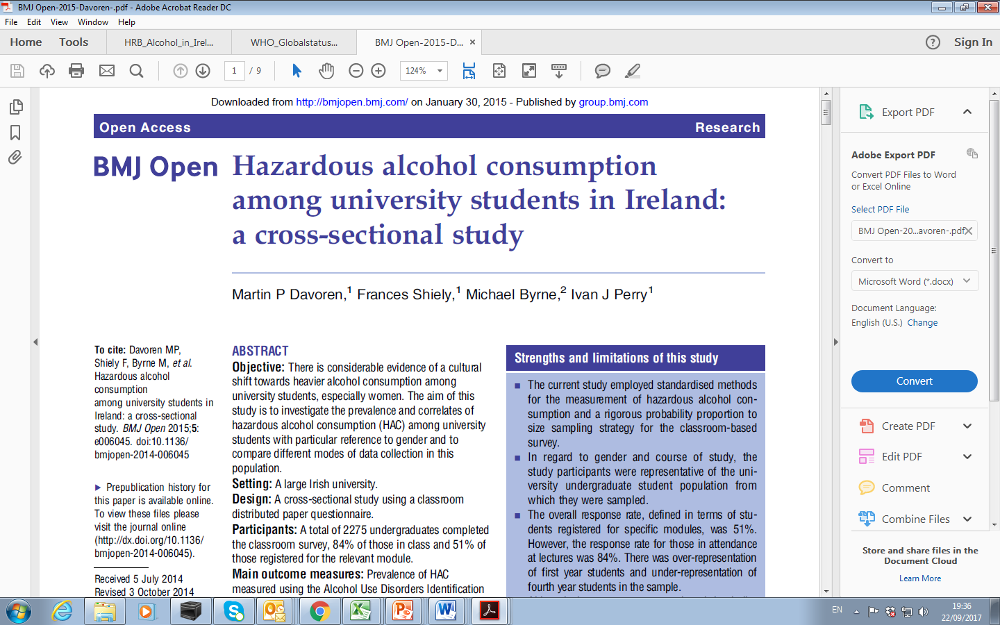 BMJ Open-2015-Davoren-.pdf - Adobe Acrobat Reader DC
File Edit View Window Help
Home Tools HRB_Alcohol_in_Irel... WHO_Globalstatus... BMJ Open-2015-D... × Sign In
1 / 9 124%
Downloaded from http://bmjopen.bmj.com/ on January 30, 2015 - Published by group.bmj.com
Open Access Research
BMJ Open
Hazardous alcohol consumption
among university students in Ireland:
a cross-sectional study
Martin P Davoren,1 Frances Shiely,1 Michael Byrne,2 Ivan J Perry1
To cite: Davoren MP,
Shiely F, Byrne M, et al.
Hazardous alcohol
consumption
among university students in
Ireland: a cross-sectional
study. BMJ Open 2015;5:
e006045. doi:10.1136/
bmjopen-2014-006045
► Prepublication history for
this paper is available online.
To view these files please
visit the journal online
(http://dx.doi.org/10.1136/
bmjopen-2014-006045).
Received 5 July 2014
Revised 3 October 2014
ABSTRACT
Objective: There is considerable evidence of a cultural
shift towards heavier alcohol consumption among
university students, especially women. The aim of this
study is to investigate the prevalence and correlates of
hazardous alcohol consumption (HAC) among university
students with particular reference to gender and to
compare different modes of data collection in this
population.
Setting: A large Irish university.
Design: A cross-sectional study using a classroom
distributed paper questionnaire.
Participants: A total of 2275 undergraduates completed
the classroom survey, 84% of those in class and 51% of
those registered for the relevant module.
Main outcome measures: Prevalence of HAC
measured using the Alcohol Use Disorders Identification
Strengths and limitations of this study
■ The current study employed standardised methods
for the measurement of hazardous alcohol con-
sumption and a rigorous probability proportion to
size sampling strategy for the classroom-based
survey.
■ In regard to gender and course of study, the
study participants were representative of the uni-
versity undergraduate student population from
which they were sampled.
■ The overall response rate, defined in terms of stu-
dents registered for specific modules, was 51%.
However, the response rate for those in attendance
at lectures was 84%. There was over-representation
of first year students and under-representation of
fourth year students in the sample.
Export PDF
Adobe Export PDF
Convert PDF Files to Word
or Excel Online
Select PDF File
BMJ Open-20...avoren-.pdf
Convert to
Microsoft Word (*.docx)
Document Language:
English (U.S.) Change
Convert
Create PDF
Edit PDF
Comment
Combine Files
Store and share files in the
Document Cloud
Learn More
EN
19:36
22/09/2017